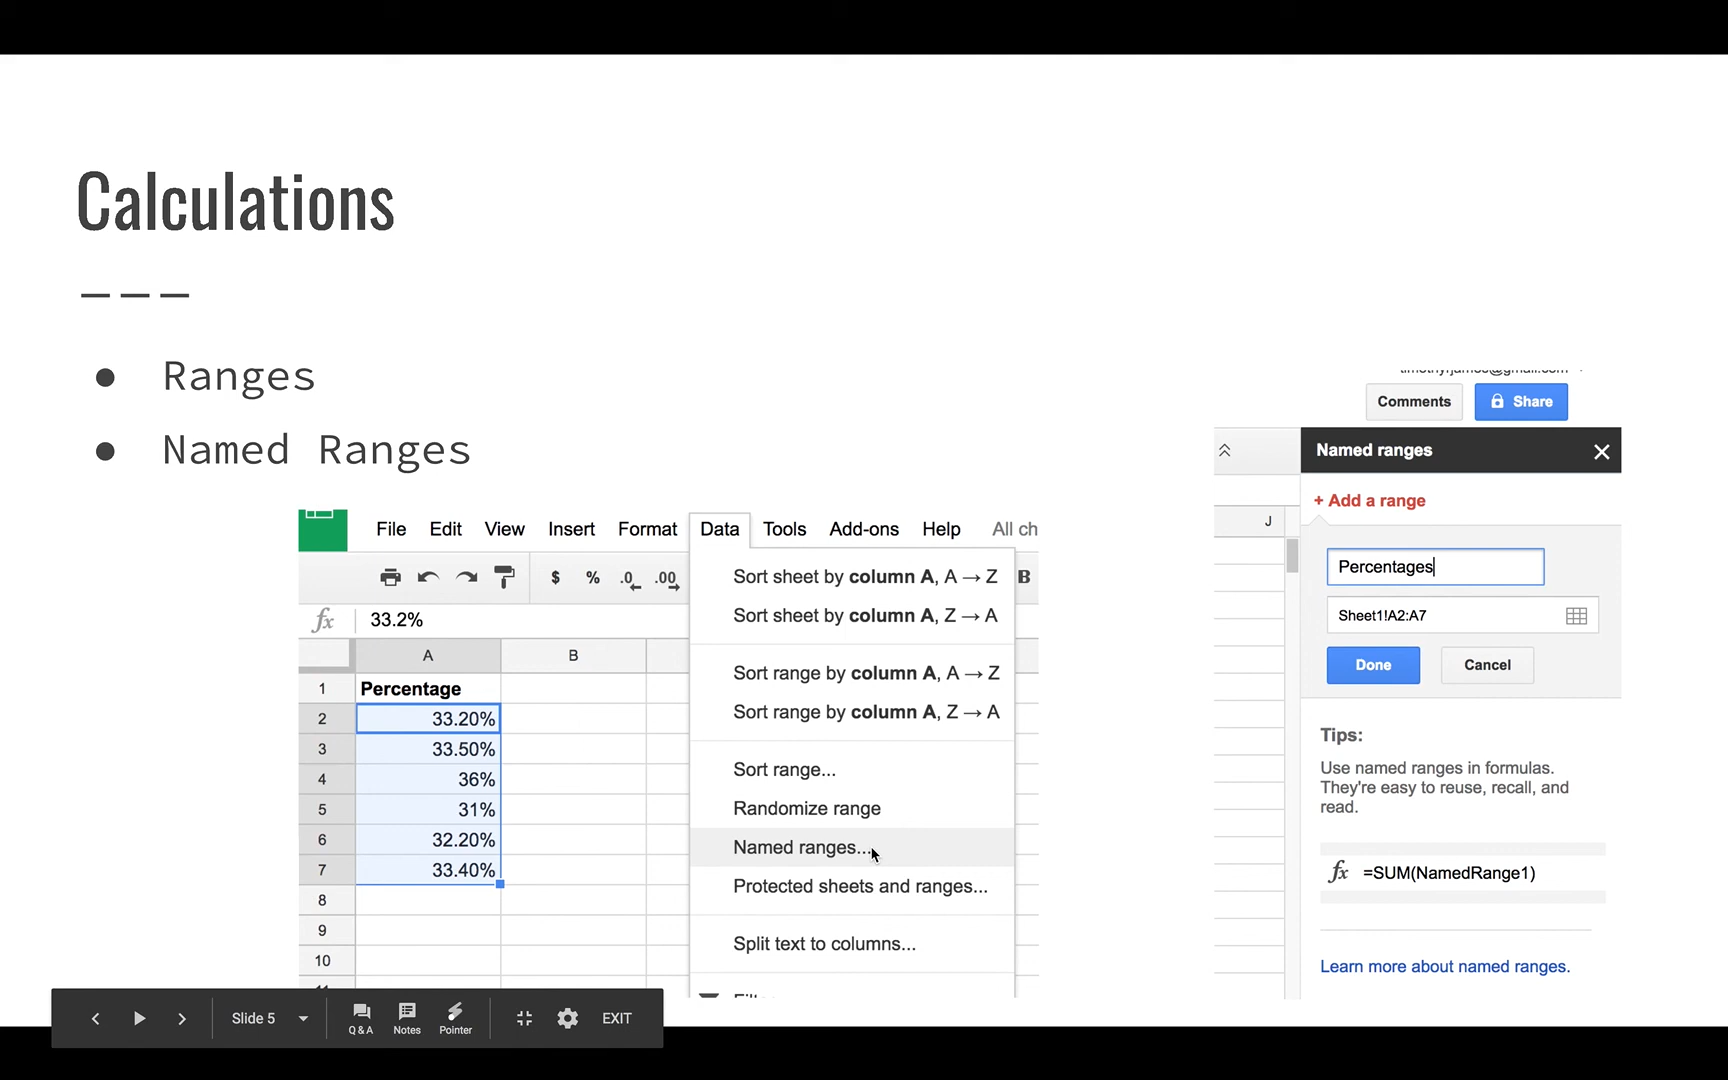 Calculations
● Ranges
● Named Ranges
File Edit View Insert Format Data Tools Add-ons Help All ch
$ % .0 .00 B
fx 33.2%
A B
1 Percentage
2 33.20%
3 33.50%
4 36%
5 31%
6 32.20%
7 33.40%
8
9
10
Sort sheet by column A, A → Z
Sort sheet by column A, Z → A
Sort range by column A, A → Z
Sort range by column A, Z → A
Sort range...
Randomize range
Named ranges...
Protected sheets and ranges...
Split text to columns...
Comments Share
Named ranges
J
+ Add a range
Percentages
Sheet1!A2:A7
Done Cancel
Tips:
Use named ranges in formulas.
They're easy to reuse, recall, and
read.
fx =SUM(NamedRange1)
Learn more about named ranges.
Slide 5 Q & A Notes Pointer EXIT